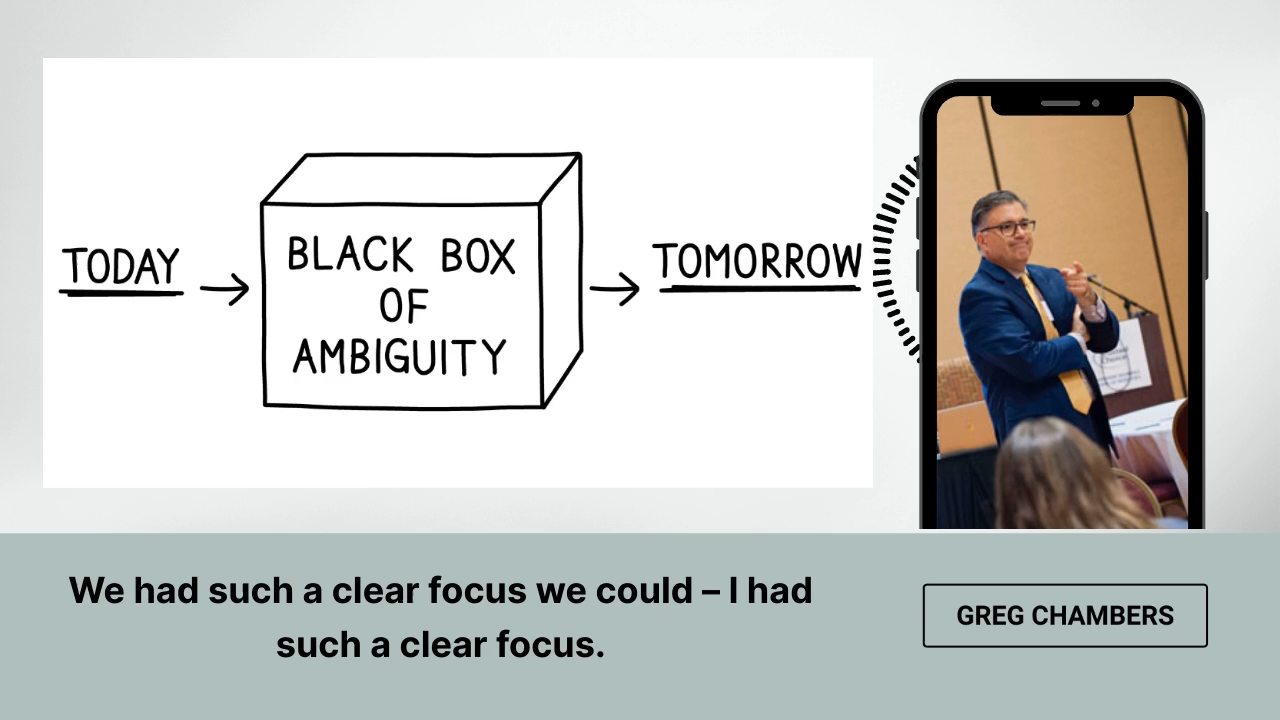 TODAY
BLACK BOX
OF
AMBIGUITY
TOMORROW
We had such a clear focus we could – I had
such a clear focus.
GREG CHAMBERS